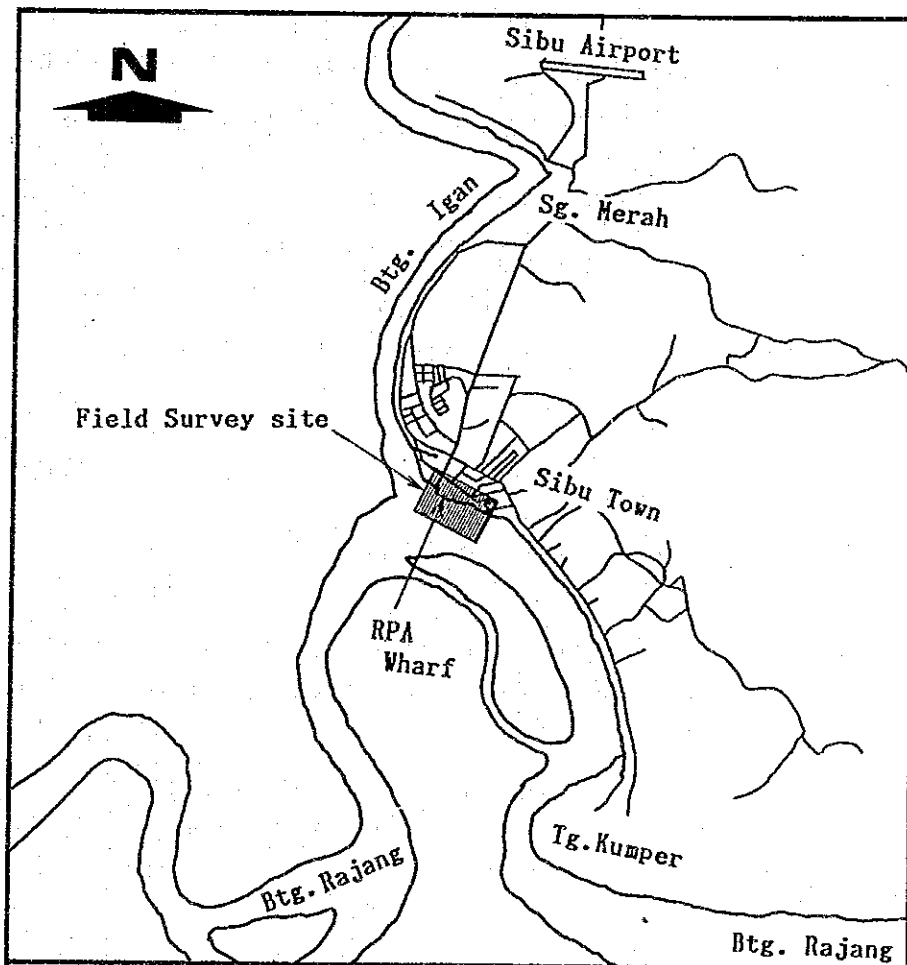 Sibu Airport
N
Sg. Merah
Btg. Igan
Field Survey site
Sibu Town
RPA
Wharf
Tg.Kumper
Btg. Rajang
Btg. Rajang